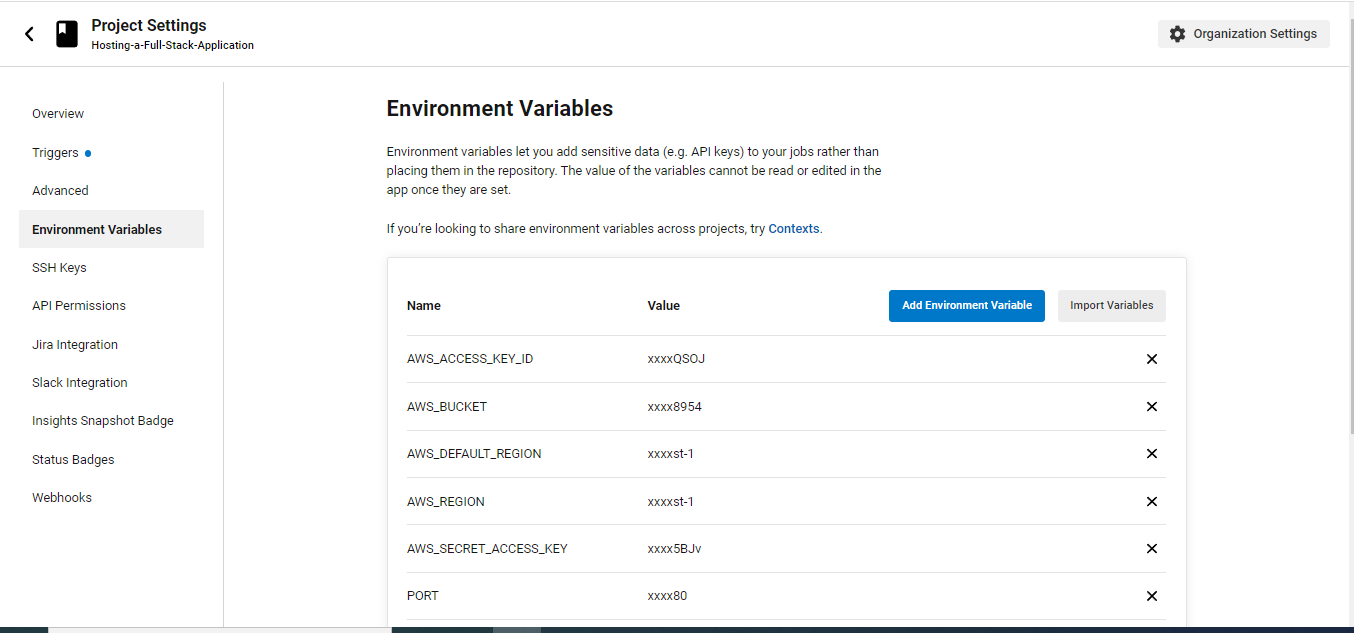 Project Settings
Hosting-a-Full-Stack-Application
Organization Settings
Overview
Triggers
Advanced
Environment Variables
SSH Keys
API Permissions
Jira Integration
Slack Integration
Insights Snapshot Badge
Status Badges
Webhooks
Environment Variables
Environment variables let you add sensitive data (e.g. API keys) to your jobs rather than
placing them in the repository. The value of the variables cannot be read or edited in the
app once they are set.
If you're looking to share environment variables across projects, try Contexts.
Name Value Add Environment Variable Import Variables
AWS_ACCESS_KEY_ID xxxxQSOJ
AWS_BUCKET xxxx8954
AWS_DEFAULT_REGION xxxxst-1
AWS_REGION xxxxst-1
AWS_SECRET_ACCESS_KEY xxxx5BJv
PORT xxxx80